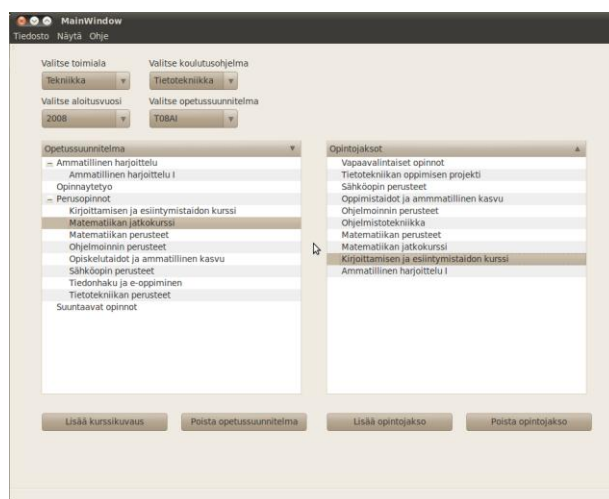 MainWindow
Tiedosto Näytä Ohje
Valitse toimiala Valitse koulutusohjelma
Tekniikka Tietotekniikka
Valitse aloitusvuosi Valitse opetussuunnitelma
2008 T08AI
Opetussuunnitelma
Ammatillinen harjoittelu
Ammatillinen harjoittelu I
Opinnaytetyo
Perusopinnot
Kirjoittamisen ja esiintymistaidon kurssi
Matematiikan jatkokurssi
Matematiikan perusteet
Ohjelmoinnin perusteet
Opiskelutaidot ja ammatillinen kasvu
Sähköopin perusteet
Tiedonhaku ja e-oppiminen
Tietotekniikan perusteet
Suuntaavat opinnot
Opintojaksot
Vapaavalintaiset opinnot
Tietotekniikan oppimisen projekti
Sähköopin perusteet
Oppimistaidot ja ammmatillinen kasvu
Ohjelmoinnin perusteet
Ohjelmistotekniikka
Matematiikan perusteet
Matematiikan jatkokurssi
Kirjoittamisen ja esiintymistaidon kurssi
Ammatillinen harjoittelu I
Lisää kurssikuvaus Poista opetussuunnitelma Lisää opintojakso Poista opintojakso